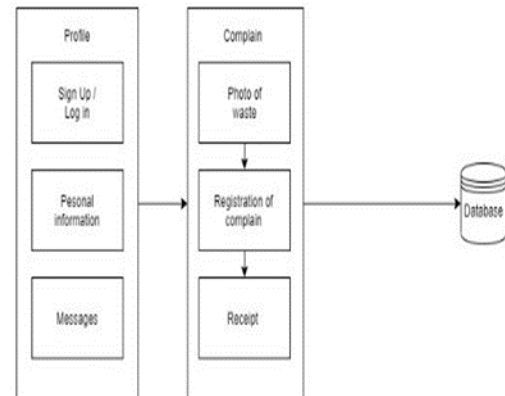 Profile
Sign Up /
Log in
Pesonal
information
Messages
Complain
Photo of
waste
Registration of
complain
Receipt
Database